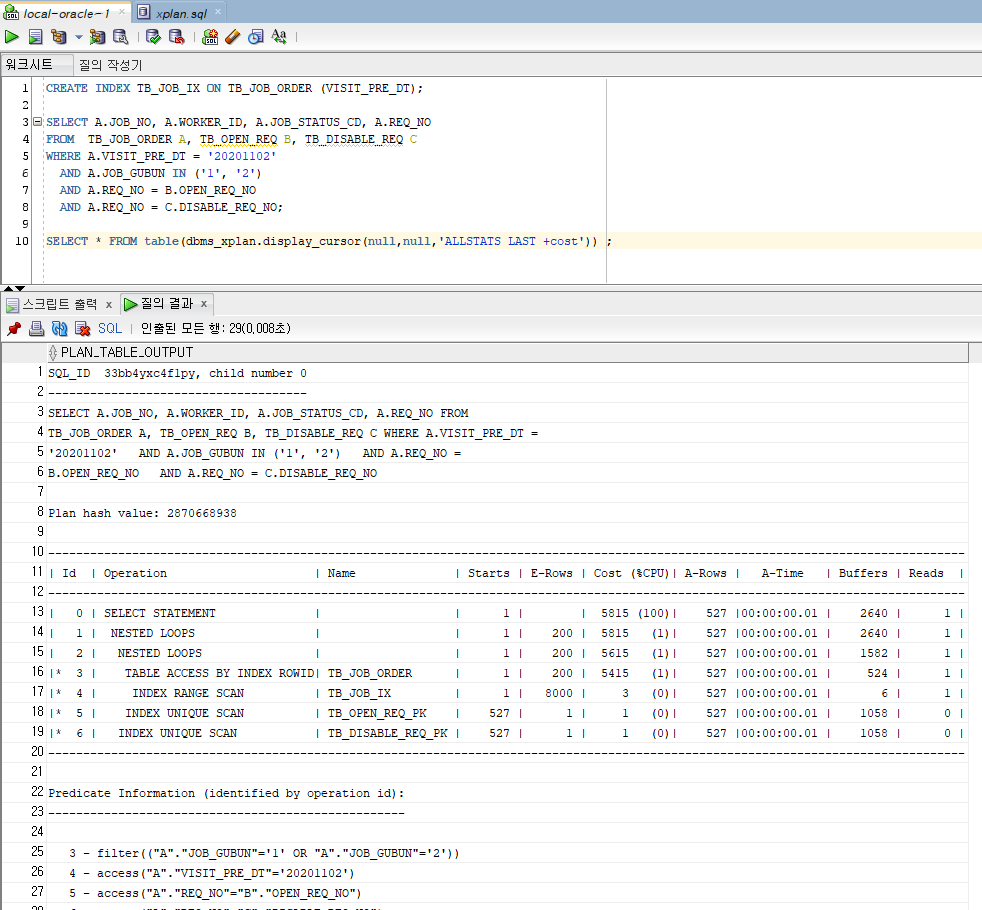 local-oracle~1
xplan.sql
워크시트 질의 작성기
1 CREATE INDEX TB_JOB_IX ON TB_JOB_ORDER (VISIT_PRE_DT);
2
3 SELECT A.JOB_NO, A.WORKER_ID, A.JOB_STATUS_CD, A.REQ_NO
4 FROM  TB_JOB_ORDER A, TB_OPEN_REQ B, TB_DISABLE_REQ C
5 WHERE A.VISIT_PRE_DT = '20201102'
6   AND A.JOB_GUBUN IN ('1', '2')
7   AND A.REQ_NO = B.OPEN_REQ_NO
8   AND A.REQ_NO = C.DISABLE_REQ_NO;
9
10 SELECT * FROM table(dbms_xplan.display_cursor(null,null,'ALLSTATS LAST +cost')) ;
스크립트 출력 x 질의 결과 x
SQL | 인출된 모든 행: 29(0,008초)
PLAN_TABLE_OUTPUT
1 SQL_ID  33bb4yxc4f1py, child number 0
2 -------------------------------------
3 SELECT A.JOB_NO, A.WORKER_ID, A.JOB_STATUS_CD, A.REQ_NO FROM
4 TB_JOB_ORDER A, TB_OPEN_REQ B, TB_DISABLE_REQ C WHERE A.VISIT_PRE_DT =
5 '20201102'   AND A.JOB_GUBUN IN ('1', '2')   AND A.REQ_NO =
6 B.OPEN_REQ_NO   AND A.REQ_NO = C.DISABLE_REQ_NO
7
8 Plan hash value: 2870668938
9
10 -----------------------------------------------------------------------------------------------------------------------------------
11 | Id  | Operation                     | Name              | Starts | E-Rows | Cost (%CPU)| A-Rows |   A-Time   | Buffers | Reads  |
12 -----------------------------------------------------------------------------------------------------------------------------------
13 |   0 | SELECT STATEMENT              |                   |      1 |        |  5815 (100)|    527 |00:00:00.01 |    2640 |      1 |
14 |   1 |  NESTED LOOPS                 |                   |      1 |    200 |  5815   (1)|    527 |00:00:00.01 |    2640 |      1 |
15 |   2 |   NESTED LOOPS                |                   |      1 |    200 |  5615   (1)|    527 |00:00:00.01 |    1582 |      1 |
16 |*  3 |    TABLE ACCESS BY INDEX ROWID| TB_JOB_ORDER      |      1 |    200 |  5415   (1)|    527 |00:00:00.01 |     524 |      1 |
17 |*  4 |     INDEX RANGE SCAN          | TB_JOB_IX         |      1 |   8000 |     3   (0)|    527 |00:00:00.01 |       6 |      1 |
18 |*  5 |    INDEX UNIQUE SCAN          | TB_OPEN_REQ_PK    |    527 |      1 |     1   (0)|    527 |00:00:00.01 |    1058 |      0 |
19 |*  6 |   INDEX UNIQUE SCAN           | TB_DISABLE_REQ_PK |    527 |      1 |     1   (0)|    527 |00:00:00.01 |    1058 |      0 |
20 -----------------------------------------------------------------------------------------------------------------------------------
21
22 Predicate Information (identified by operation id):
23 ---------------------------------------------------
24
25    3 - filter(("A"."JOB_GUBUN"='1' OR "A"."JOB_GUBUN"='2'))
26    4 - access("A"."VISIT_PRE_DT"='20201102')
27    5 - access("A"."REQ_NO"="B"."OPEN_REQ_NO")